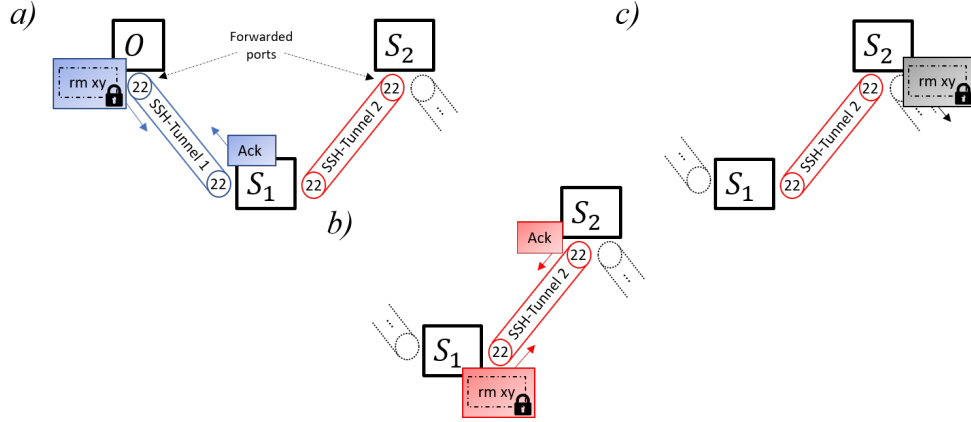 a)
O
Forwarded
ports
S₂
rm xy
22
22
...
SSH-Tunnel 1
SSH-Tunnel 2
Ack
22
S₁
22
b)
S₂
Ack
22
...
SSH-Tunnel 2
...
S₁
22
rm xy
c)
S₂
rm xy
22
...
SSH-Tunnel 2
...
S₁
22